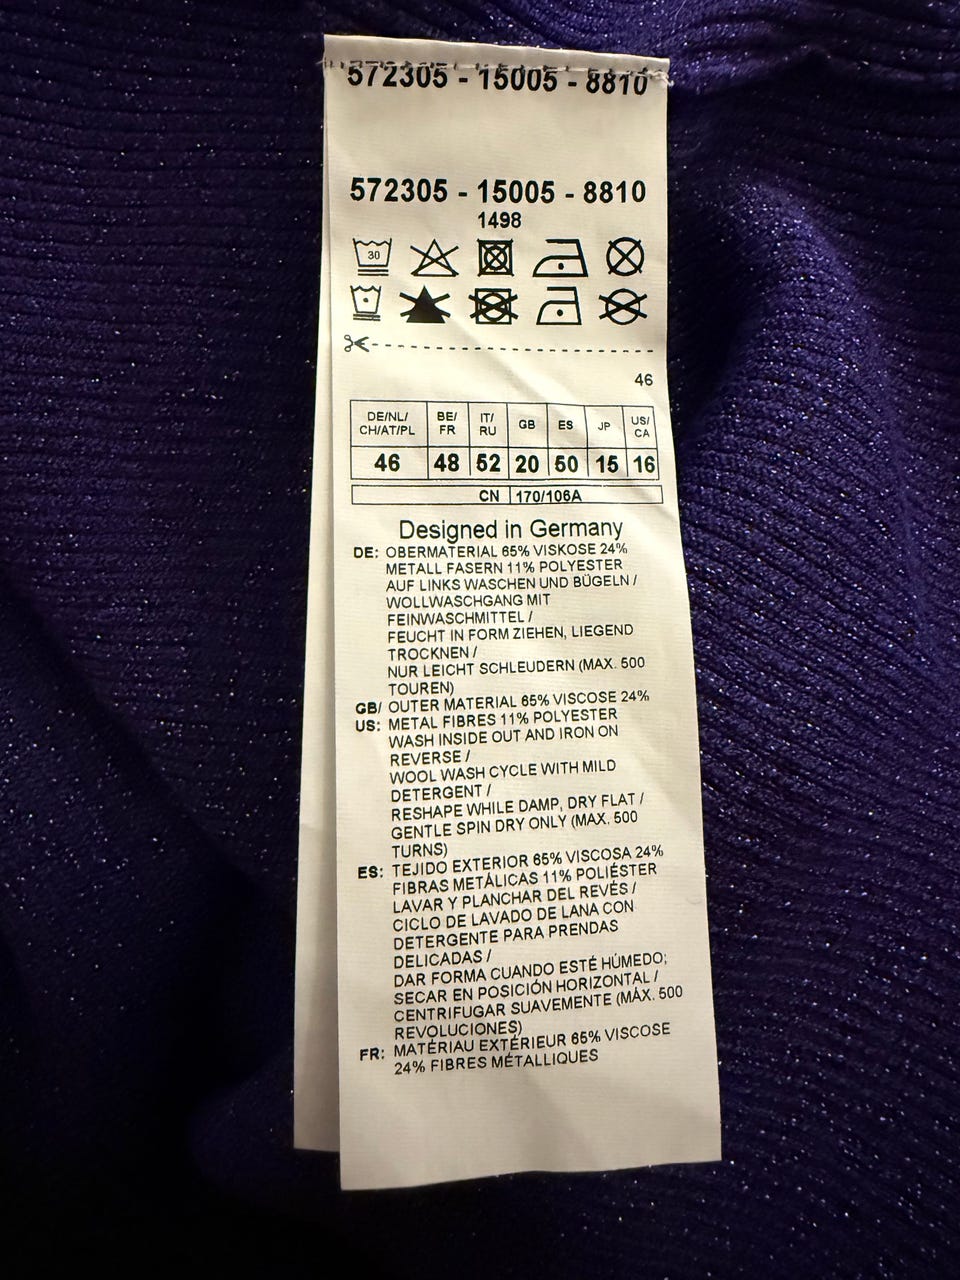 572305 - 15005 - 8810
572305 - 15005 - 8810
1498
30
46
DE/NL/ CH/AT/PL BE/ FR IT/ RU GB ES JP US/ CA
46 48 52 20 50 15 16
CN 170/106A
Designed in Germany
DE: OBERMATERIAL 65% VISKOSE 24%
METALL FASERN 11% POLYESTER
AUF LINKS WASCHEN UND BÜGELN /
WOLLWASCHGANG MIT
FEINWASCHMITTEL /
FEUCHT IN FORM ZIEHEN, LIEGEND
TROCKNEN /
NUR LEICHT SCHLEUDERN (MAX. 500
TOUREN)
GB/ OUTER MATERIAL 65% VISCOSE 24%
US: METAL FIBRES 11% POLYESTER
WASH INSIDE OUT AND IRON ON
REVERSE /
WOOL WASH CYCLE WITH MILD
DETERGENT /
RESHAPE WHILE DAMP, DRY FLAT /
GENTLE SPIN DRY ONLY (MAX. 500
TURNS)
ES: TEJIDO EXTERIOR 65% VISCOSA 24%
FIBRAS METÁLICAS 11% POLIÉSTER
LAVAR Y PLANCHAR DEL REVÉS /
CICLO DE LAVADO DE LANA CON
DETERGENTE PARA PRENDAS
DELICADAS /
DAR FORMA CUANDO ESTÉ HÚMEDO;
SECAR EN POSICIÓN HORIZONTAL /
CENTRIFUGAR SUAVEMENTE (MÁX. 500
REVOLUCIONES)
FR: MATÉRIAU EXTÉRIEUR 65% VISCOSE
24% FIBRES MÉTALLIQUES